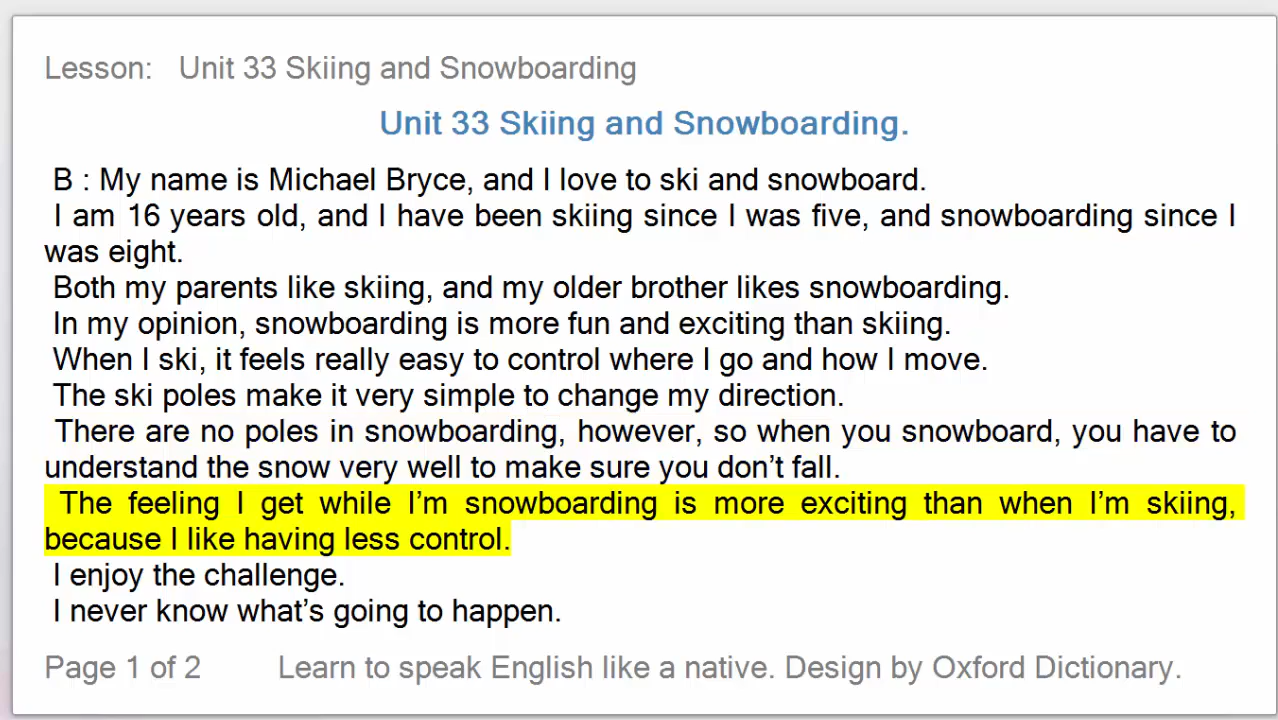 Lesson: Unit 33 Skiing and Snowboarding
Unit 33 Skiing and Snowboarding.
B : My name is Michael Bryce, and I love to ski and snowboard.
I am 16 years old, and I have been skiing since I was five, and snowboarding since I
was eight.
Both my parents like skiing, and my older brother likes snowboarding.
In my opinion, snowboarding is more fun and exciting than skiing.
When I ski, it feels really easy to control where I go and how I move.
The ski poles make it very simple to change my direction.
There are no poles in snowboarding, however, so when you snowboard, you have to
understand the snow very well to make sure you don’t fall.
The feeling I get while I’m snowboarding is more exciting than when I’m skiing,
because I like having less control.
I enjoy the challenge.
I never know what’s going to happen.
Page 1 of 2 Learn to speak English like a native. Design by Oxford Dictionary.